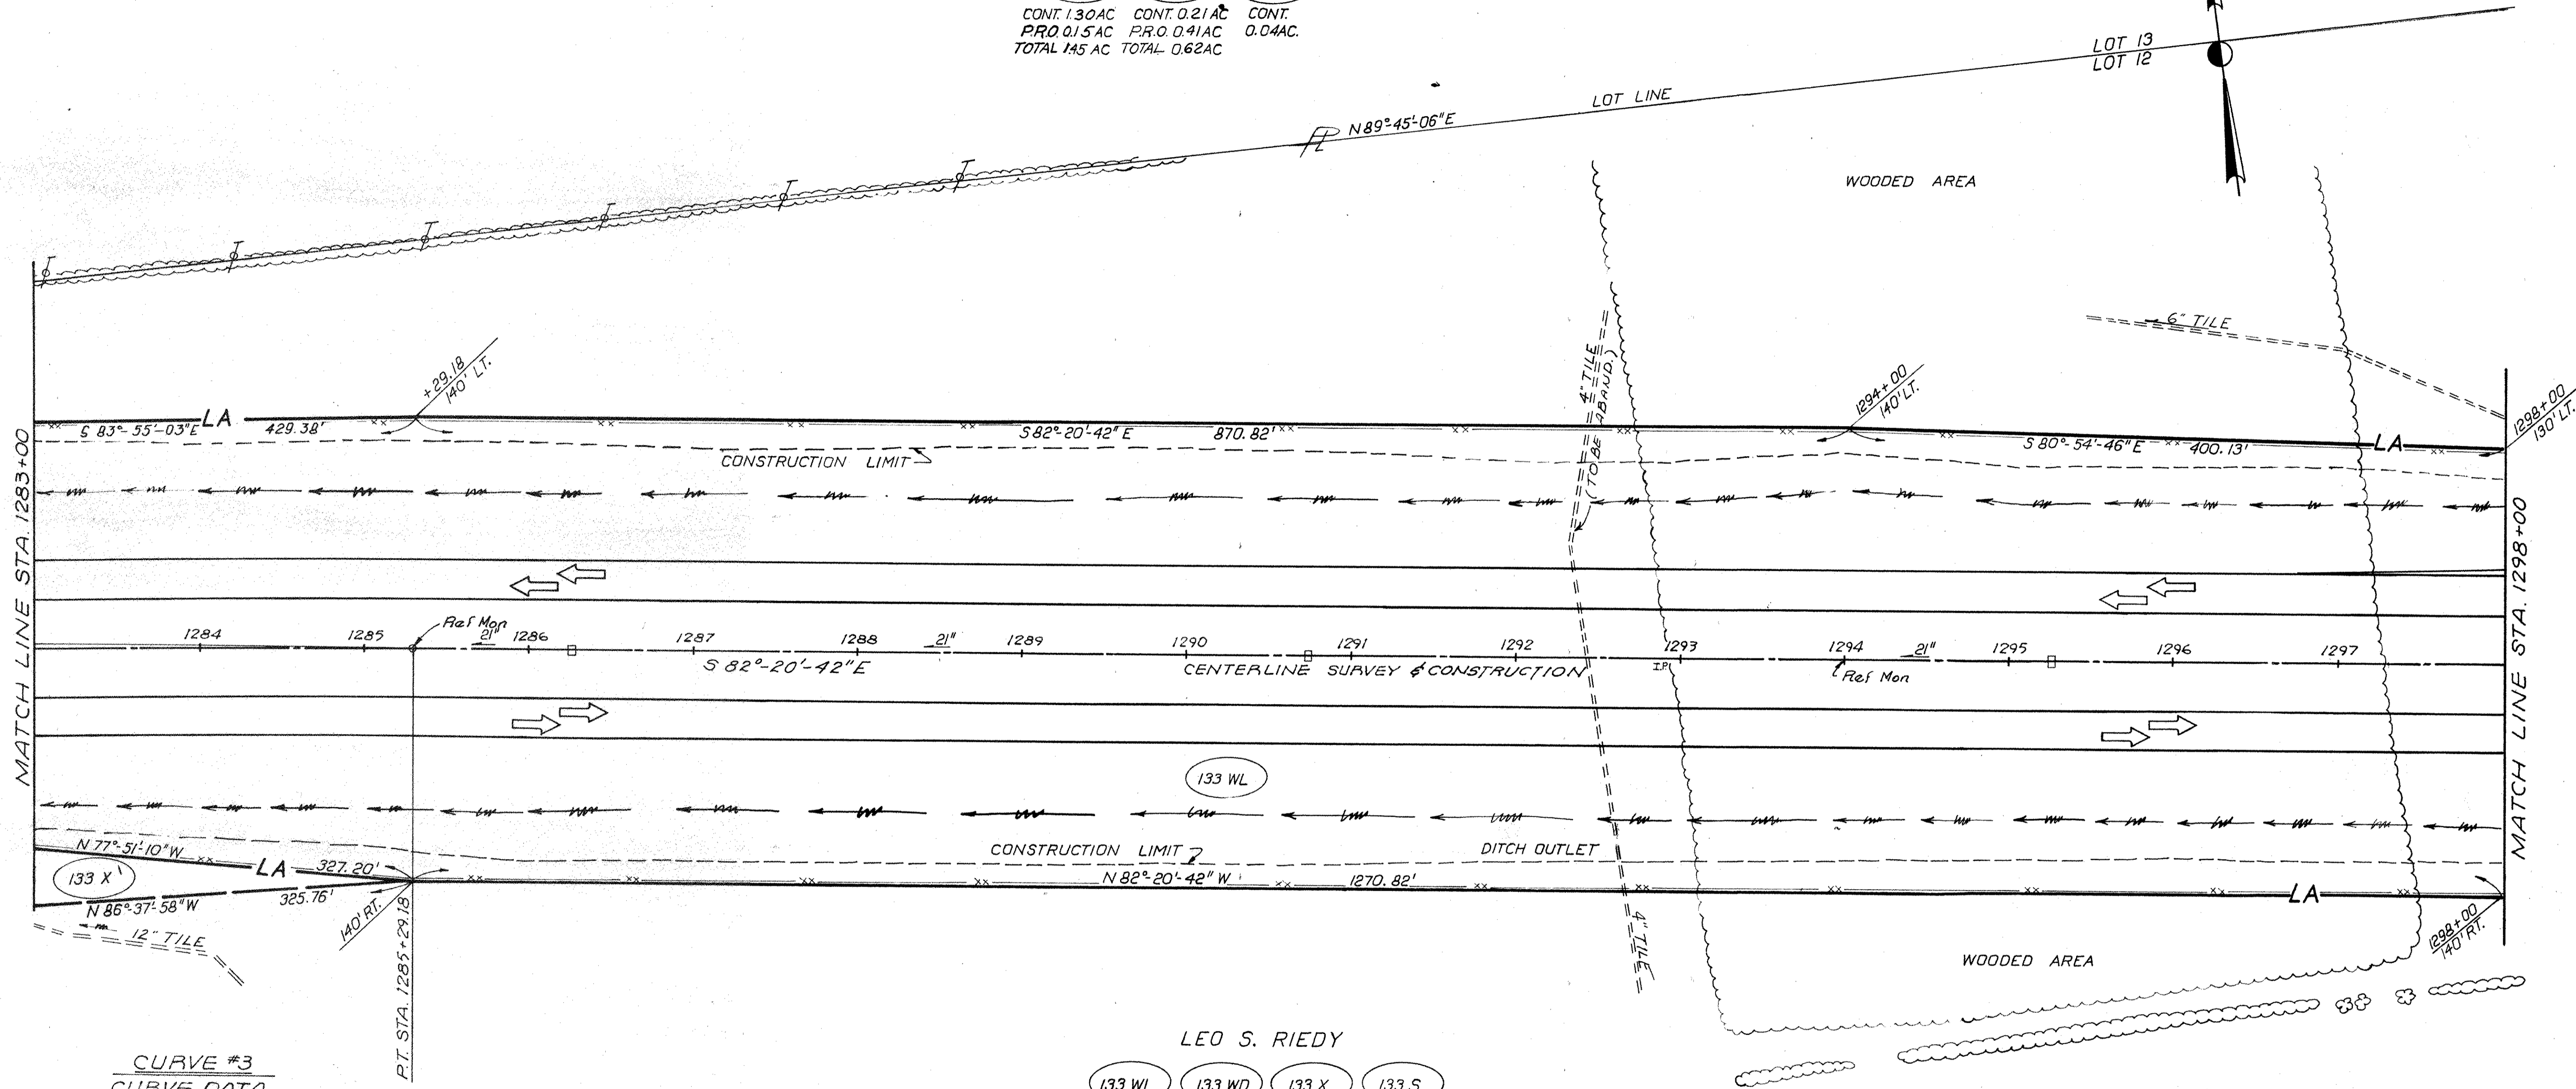 CONT. 1.30AC CONT. 0.21 AC CONT.
P.R.O. 0.15 AC P.R.O. 0.41AC 0.04AC.
TOTAL 1.45 AC TOTAL 0.62AC
LOT 13
LOT 12
LOT LINE
N 89°-45'-06" E
WOODED AREA
6" TILE
4" TILE
(TO BE ABAND.)
+29.18
140' LT.
1294+00
140' LT.
1298+00
130' LT.
LA
S 83°-55'-03"E 429.38'
S 82°-20'-42" E 870.82'
S 80°-54'-46"E 400.13'
LA
CONSTRUCTION LIMIT
MATCH LINE STA. 1283+00
MATCH LINE STA. 1298+00
1284 1285 Ref Mon 21" 1286 1287 1288 21" 1289 1290 1291 1292 1293 1294 21" 1295 1296 1297
S 82°-20'-42" E
CENTERLINE SURVEY & CONSTRUCTION
I.P.
Ref Mon
133 WL
CONSTRUCTION LIMIT
DITCH OUTLET
N 77°-51'-10" W
LA 327.20'
133 X
N 86°-37'-58" W 325.76'
N 82°-20'-42" W 1270.82'
LA
12" TILE
140' RT.
P.T. STA. 1285+29.18
4" TILE
1298+00
140' RT.
WOODED AREA
LEO S. RIEDY
133 WL 133 WD 133 X 133 S
CURVE #3
CURVE DATA